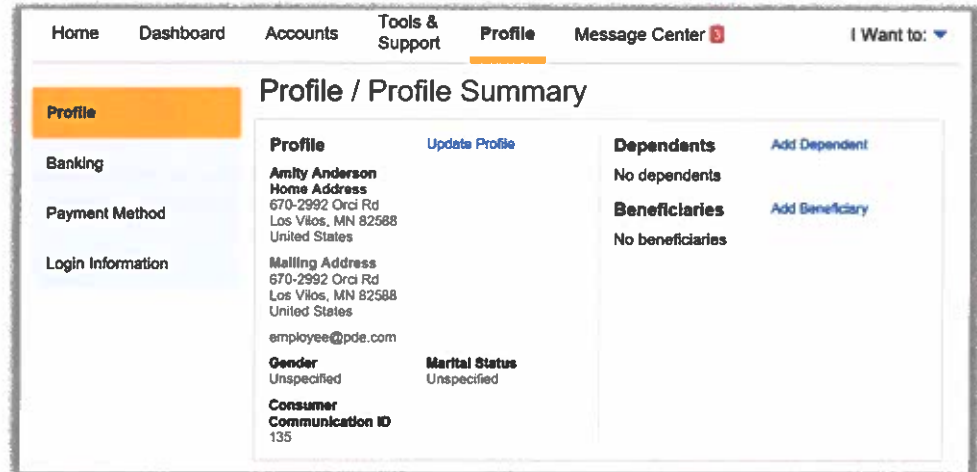 Home Dashboard Accounts Tools & Support Profile Message Center 3 I Want to:
Profile / Profile Summary
Profile
Banking
Payment Method
Login Information
Profile Update Profile
Amity Anderson
Home Address
670-2992 Orci Rd
Los Vilos, MN 82588
United States
Mailing Address
670-2992 Orci Rd
Los Vilos, MN 82588
United States
employee@pde.com
Gender Marital Status
Unspecified Unspecified
Consumer
Communication ID
135
Dependents Add Dependent
No dependents
Beneficiaries Add Beneficiary
No beneficiaries